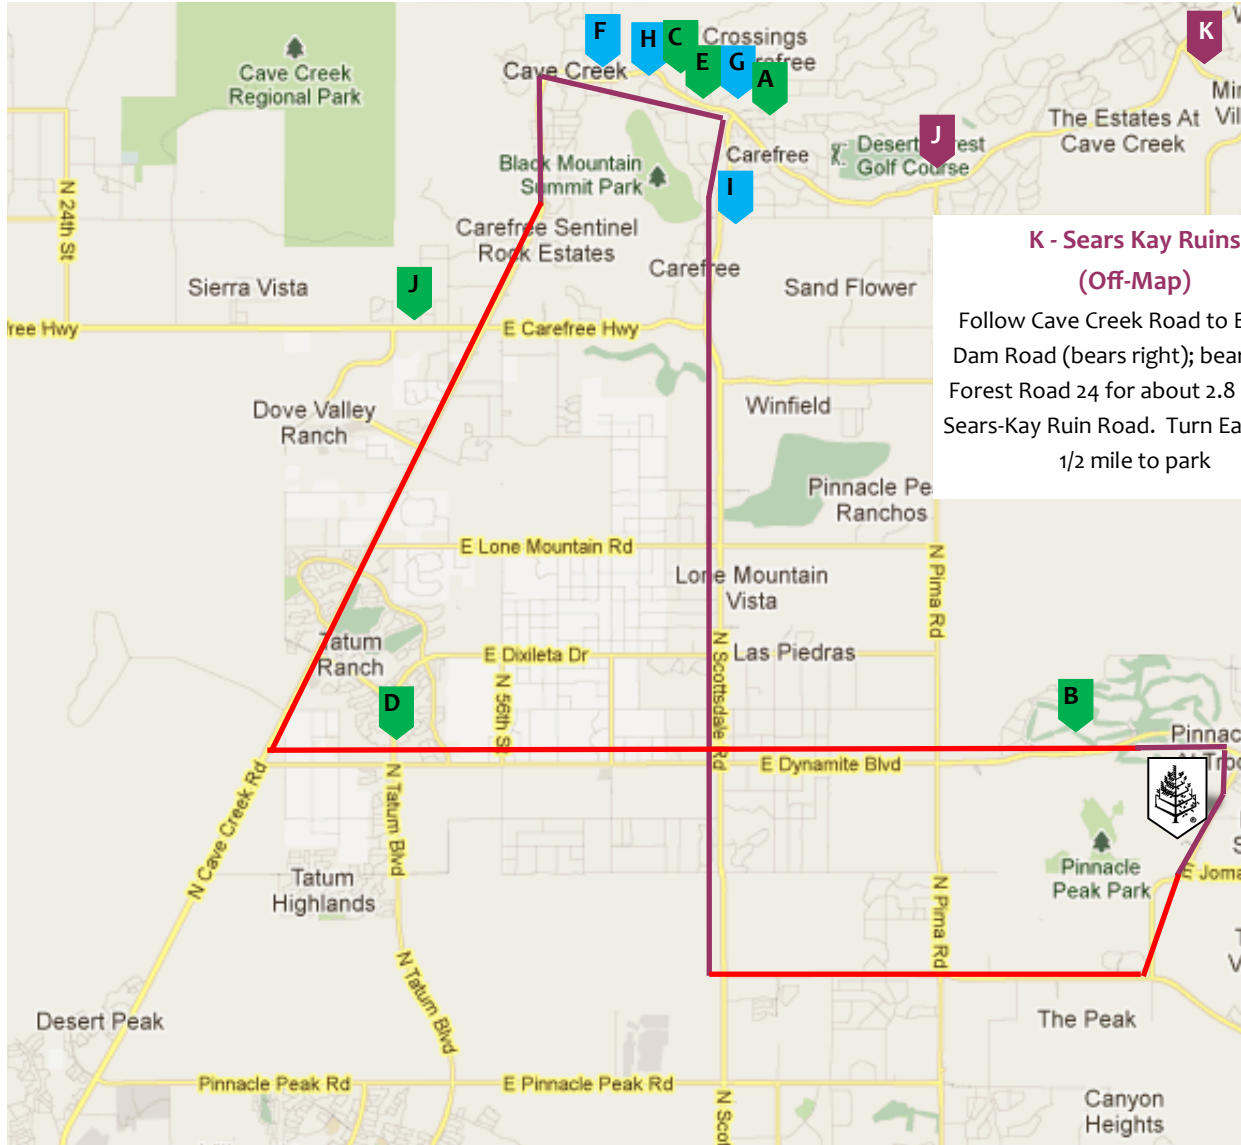 F
H
C
E
G
A
K
Crossings
Cave Creek
Cave Creek
Regional Park
The Estates At
Cave Creek
J
Desert
Golf Course
Carefree
Black Mountain
Summit Park
I
N 24th St
Carefree Sentinel
Rock Estates
Carefree
Sierra Vista
J
Sand Flower
K - Sears Kay Ruins
(Off-Map)
Follow Cave Creek Road to
Dam Road (bears right);
Forest Road 24 for about 2.8
Sears-Kay Ruin Road. Turn
1/2 mile to park
ree Hwy
E Carefree Hwy
Dove Valley
Ranch
Winfield
Pinnacle Pe
Ranchos
E Lone Mountain Rd
N Pima Rd
Lone Mountain
Vista
Tatum
Ranch
E Dixileta Dr
N 56th St
N Scottsdale Rd
Las Piedras
D
B
Pinnac
E Dynamite Blvd
N Cave Creek Rd
N Tatum Blvd
Tatum
Highlands
Pinnacle
Peak Park
E Joma
N Pima Rd
N Tatum Blvd
Desert Peak
The Peak
Pinnacle Peak Rd
E Pinnacle Peak Rd
N Scot
Canyon
Heights